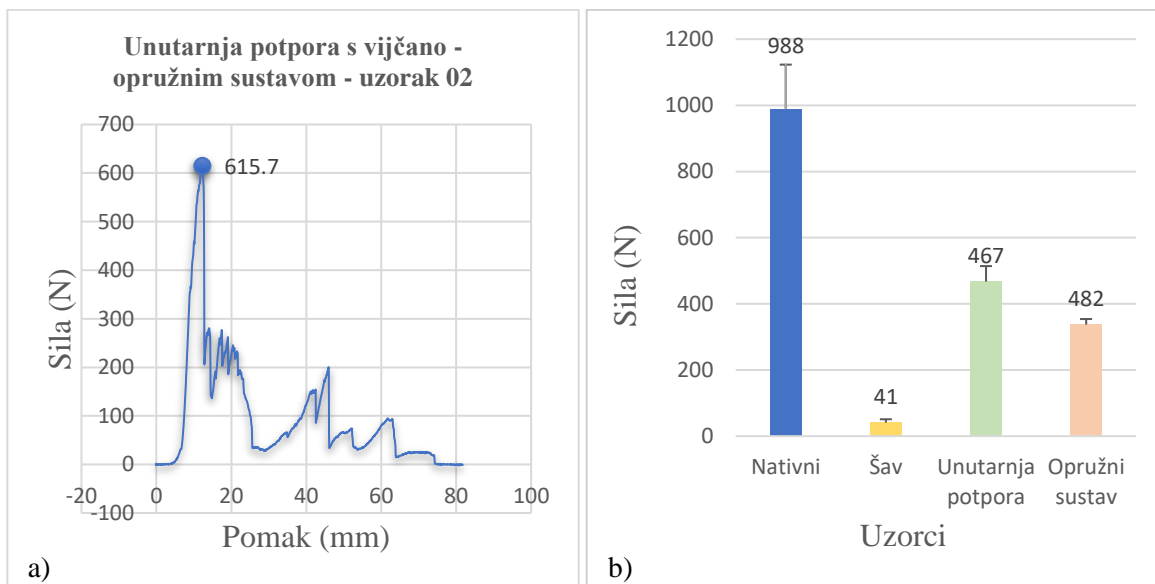 Unutarnja potpora s vijčano -
opružnim sustavom - uzorak 02
700
600
500
400
300
200
100
0
-100
-20
0
20
40
60
80
100
615.7
Sila (N)
Pomak (mm)
a)
1200
1000
800
600
400
200
0
988
41
467
482
Sila (N)
Nativni
Šav
Unutarnja
potpora
Opružni
sustav
Uzorci
b)